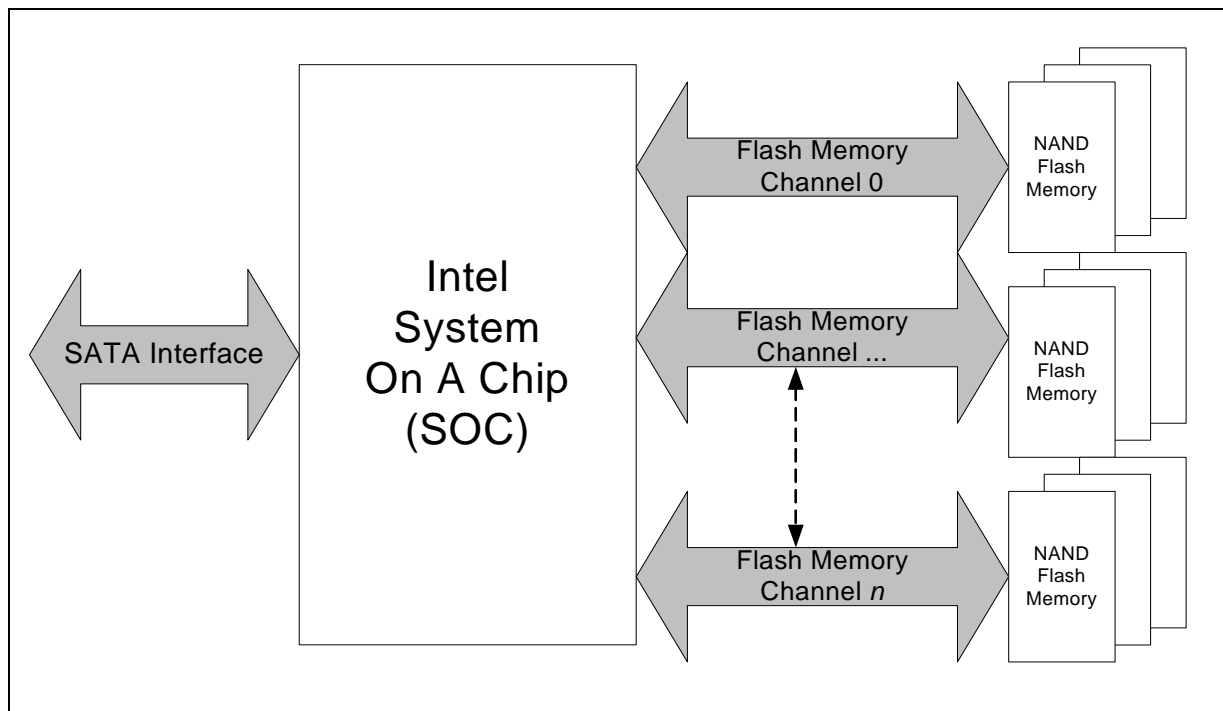 SATA Interface
Intel
System
On A Chip
(SOC)
Flash Memory
Channel 0
NAND
Flash
Memory
Flash Memory
Channel ...
NAND
Flash
Memory
Flash Memory
Channel n
NAND
Flash
Memory